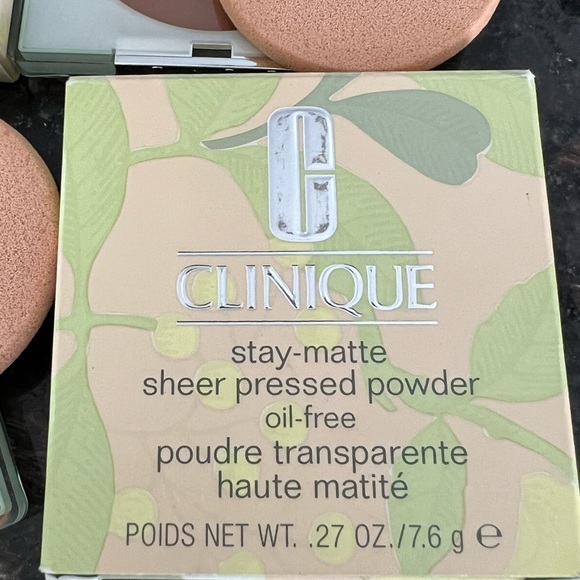 C
CLINIQUE
stay-matte
sheer pressed powder
oil-free
poudre transparente
haute matité
POIDS NET WT. .27 OZ./7.6 g e